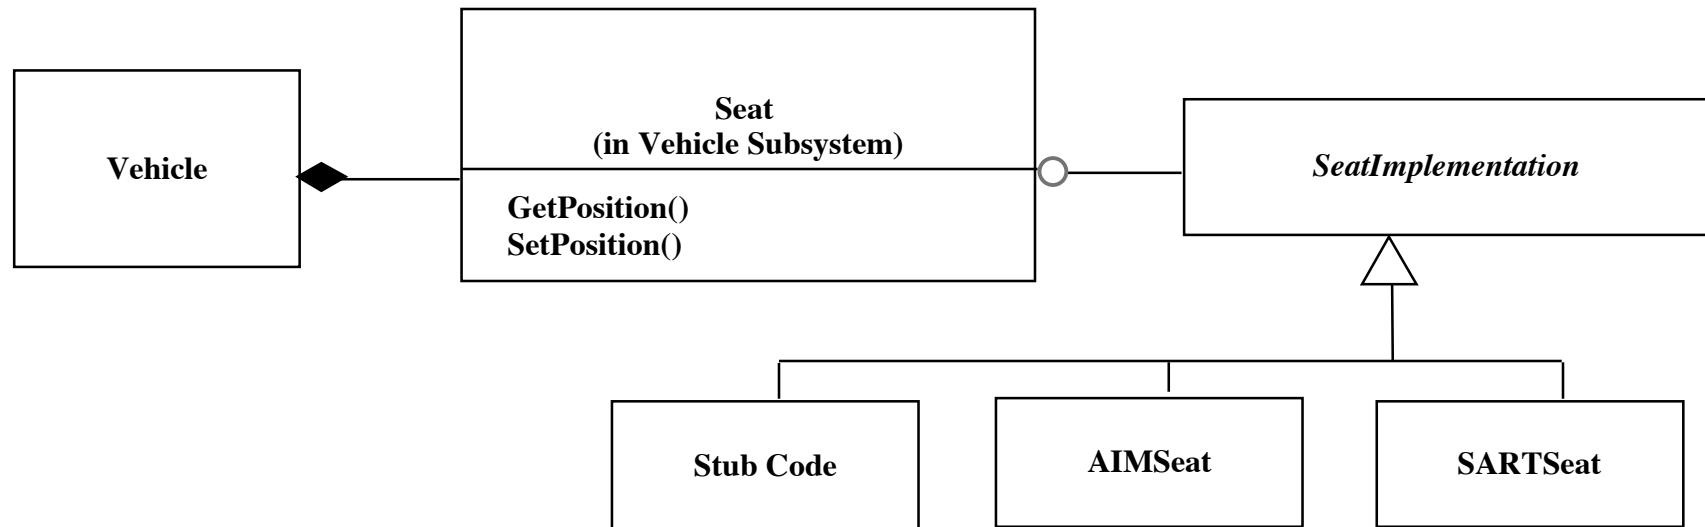 Seat
(in Vehicle Subsystem)
Vehicle
SeatImplementation
GetPosition()
SetPosition()
Stub Code
AIMSeat
SARTSeat